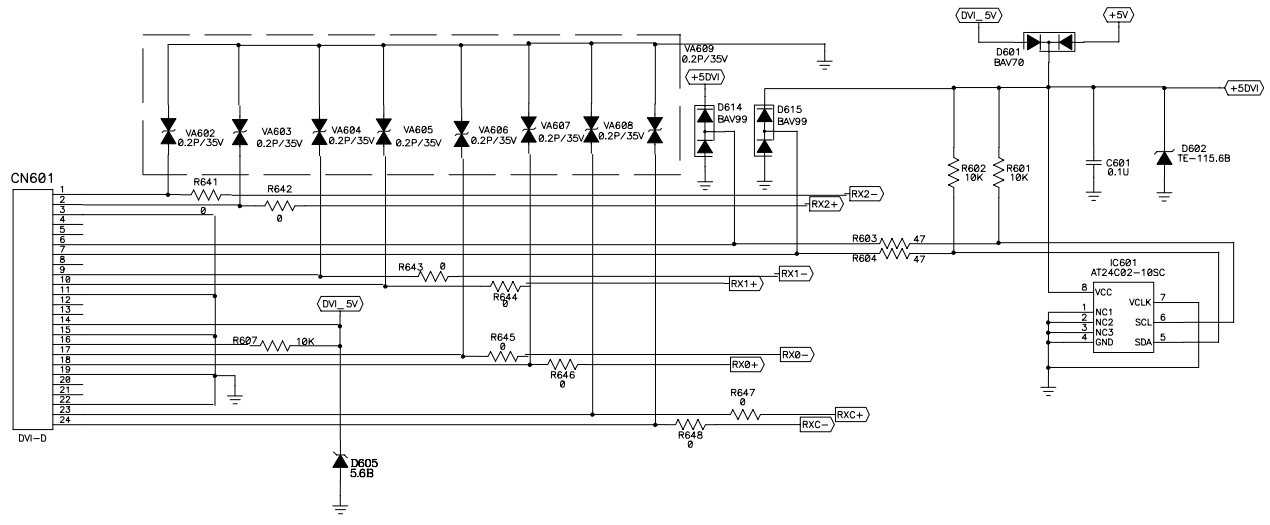 DVI_5V
+5V
D601
BAV70
VA609
0.2P/35V
+5DVI
+5DVI
D614
BAV99
D615
BAV99
VA602
0.2P/35V
VA603
0.2P/35V
VA604
0.2P/35V
VA605
0.2P/35V
VA606
0.2P/35V
VA607
0.2P/35V
VA608
0.2P/35V
R602
10K
R601
10K
C601
0.1U
D602
TE-115.6B
CN601
1
2
3
4
5
6
7
8
9
10
11
12
13
14
15
16
17
18
19
20
21
22
23
24
DVI-D
R641
0
R642
0
RX2-
RX2+
R603 47
R604 47
R643 0
R644
0
RX1-
RX1+
DVI_5V
R607 10K
R645
0
R646
0
RX0-
RX0+
R647
0
R648
0
RXC+
RXC-
D605
5.6B
IC601
AT24C02-10SC
8 VCC
VCLK 7
1 NC1
2 NC2
SCL 6
3 NC3
4 GND
SDA 5